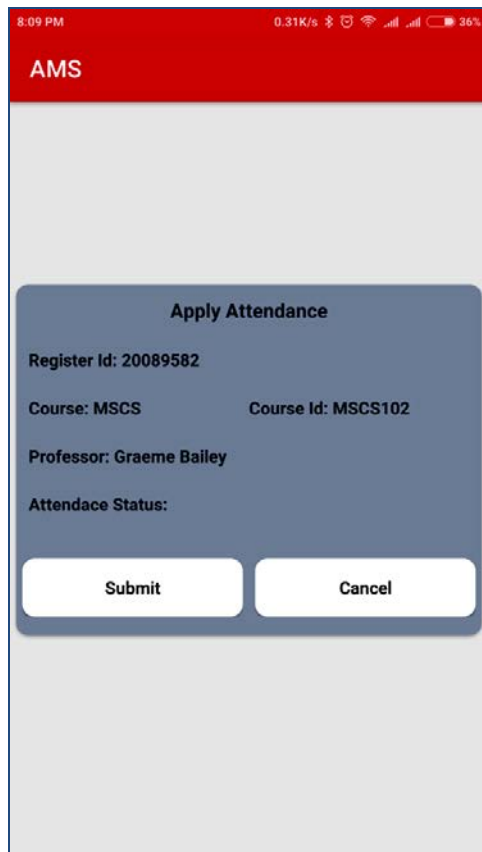 8:09 PM 0.31K/s 36%
AMS
Apply Attendance
Register Id: 20089582
Course: MSCS Course Id: MSCS102
Professor: Graeme Bailey
Attendace Status:
Submit Cancel